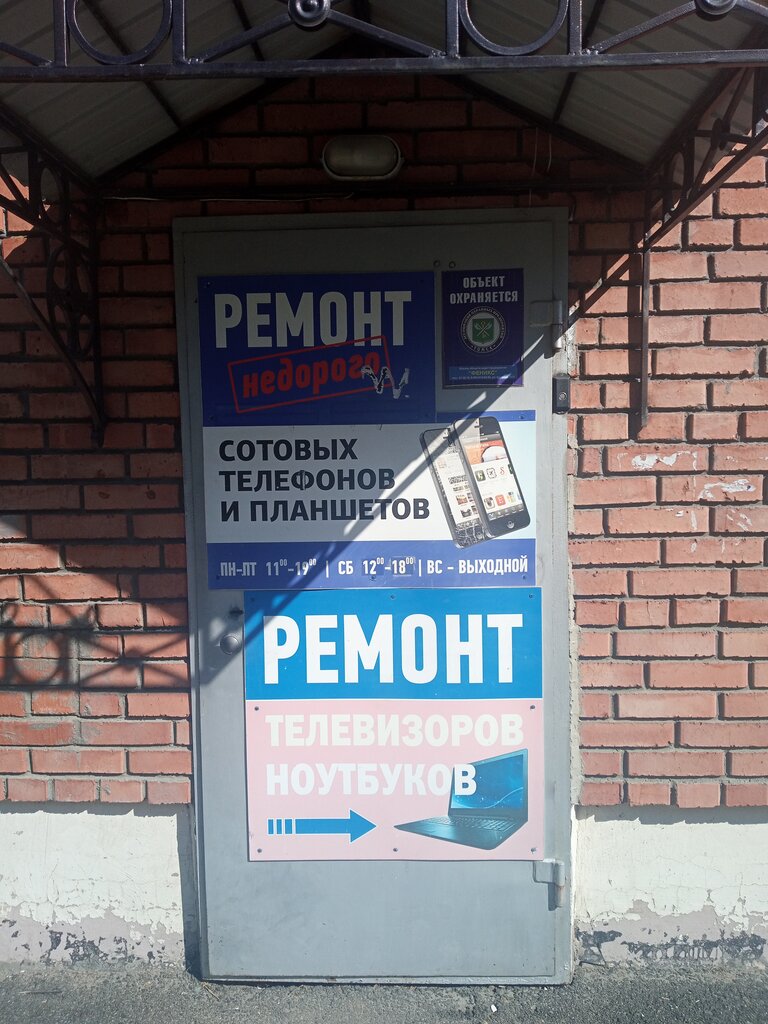 РЕМОНТ
недорого
ОБЪЕКТ
ОХРАНЯЕТСЯ
"ФЕНИКС"
СОТОВЫХ
ТЕЛЕФОНОВ
И ПЛАНШЕТОВ
ПН-ПТ 11⁰⁰-19⁰⁰ | СБ 12⁰⁰-18⁰⁰ | ВС - ВЫХОДНОЙ
РЕМОНТ
ТЕЛЕВИЗОРОВ
НОУТБУКОВ